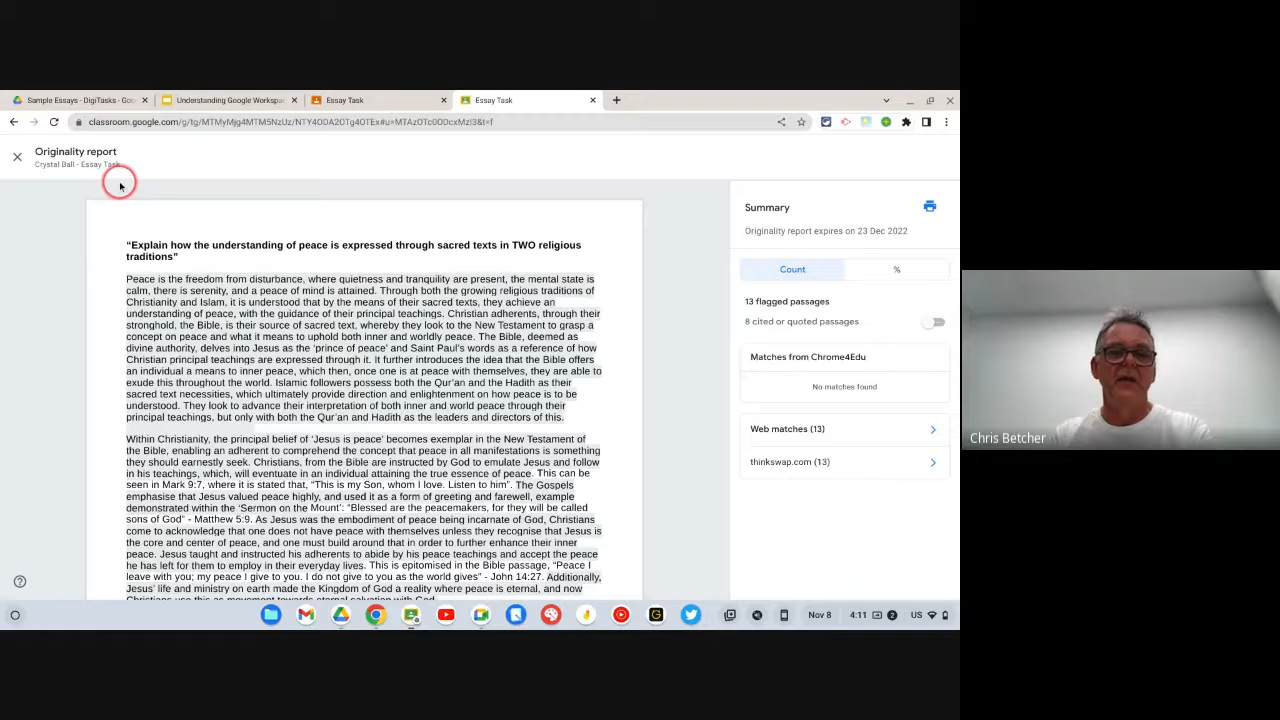 Sample Essays - DigiTasks - Goo
Understanding Google Workspa
Essay Task
Essay Task
Originality report
Crystal Ball - Essay Task
“Explain how the understanding of peace is expressed through sacred texts in TWO religious
traditions”
Peace is the freedom from disturbance, where quietness and tranquility are present, the mental state is
calm, there is serenity, and a peace of mind is attained. Through both the growing religious traditions of
Christianity and Islam, it is understood that by the means of their sacred texts, they achieve an
understanding of peace, with the guidance of their principal teachings. Christian adherents, through their
stronghold, the Bible, is their source of sacred text, whereby they look to the New Testament to grasp a
concept on peace and what it means to uphold both inner and worldly peace. The Bible, deemed as
divine authority, delves into Jesus as the ‘prince of peace’ and Saint Paul’s words as a reference of how
Christian principal teachings are expressed through it. It further introduces the idea that the Bible offers
an individual a means to inner peace, which then, once one is at peace with themselves, they are able to
exude this throughout the world. Islamic followers possess both the Qur’an and the Hadith as their
sacred text necessities, which ultimately provide direction and enlightenment on how peace is to be
understood. They look to advance their interpretation of both inner and world peace through their
principal teachings, but only with both the Qur’an and Hadith as the leaders and directors of this.
Within Christianity, the principal belief of ‘Jesus is peace’ becomes exemplar in the New Testament of
the Bible, enabling an adherent to comprehend the concept that peace in all manifestations is something
they should earnestly seek. Christians, from the Bible are instructed by God to emulate Jesus and follow
in his teachings, which, will eventuate in an individual attaining the true essence of peace. This can be
seen in Mark 9:7, where it is stated that, “This is my Son, whom I love. Listen to him”. The Gospels
emphasise that Jesus valued peace highly, and used it as a form of greeting and farewell, example
demonstrated within the ‘Sermon on the Mount’: “Blessed are the peacemakers, for they will be called
sons of God” - Matthew 5:9. As Jesus was the embodiment of peace being incarnate of God, Christians
come to acknowledge that one does not have peace with themselves unless they recognise that Jesus is
the core and center of peace, and one must build around that in order to further enhance their inner
peace. Jesus taught and instructed his adherents to abide by his peace teachings and accept the peace
he has left for them to employ in their everyday lives. This is epitomised in the Bible passage, “Peace I
leave with you; my peace I give to you. I do not give to you as the world gives” - John 14:27. Additionally,
Jesus’ life and ministry on earth made the Kingdom of God a reality where peace is eternal, and now
Christians use this as movement towards eternal salvation with God.
Summary
Originality report expires on 23 Dec 2022
Count
%
13 flagged passages
8 cited or quoted passages
Matches from Chrome4Edu
No matches found
Web matches (13)
thinkswap.com (13)
Nov 8
4:11
2
US
Chris Betcher